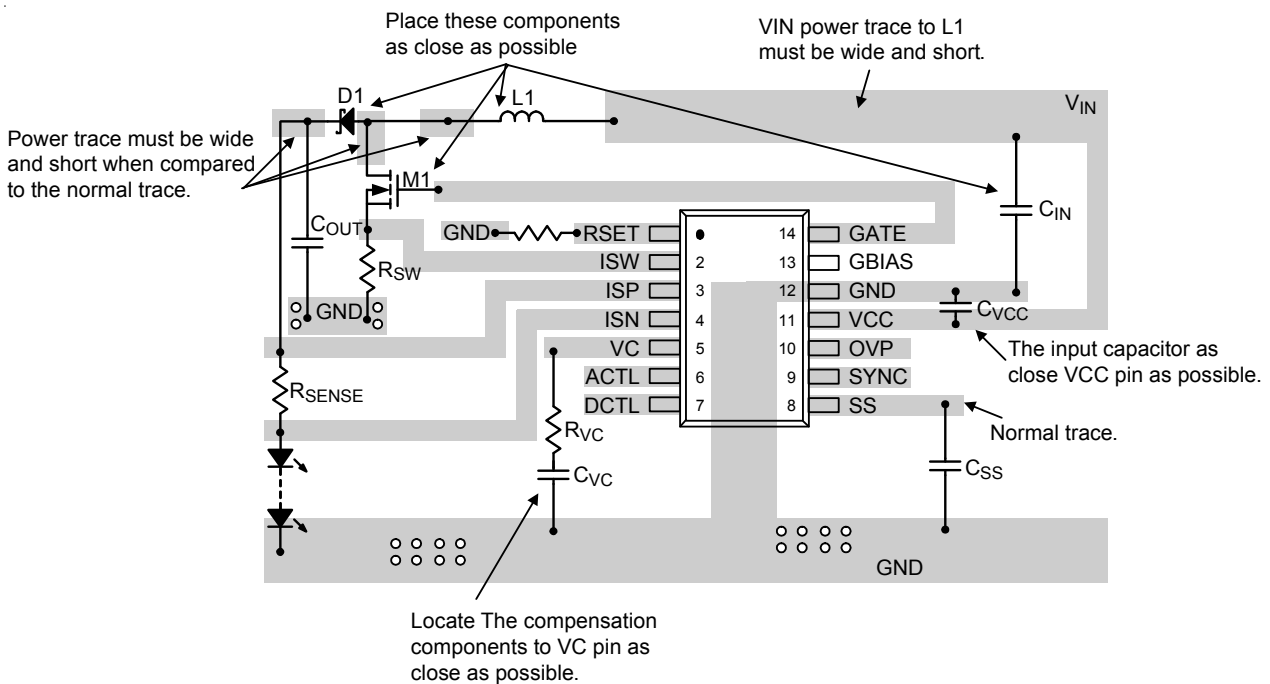 Place these components
as close as possible
VIN power trace to L1
must be wide and short.
D1
L1
VIN
Power trace must be wide
and short when compared
to the normal trace.
M1
CIN
COUT
GND
RSET
14
GATE
RSW
ISW
2
13
GBIAS
ISP
3
12
GND
CVCC
GND
ISN
4
11
VCC
VC
5
10
OVP
The input capacitor as
close VCC pin as possible.
ACTL
6
9
SYNC
RSENSE
DCTL
7
8
SS
Normal trace.
RVC
CVC
CSS
GND
Locate The compensation
components to VC pin as
close as possible.